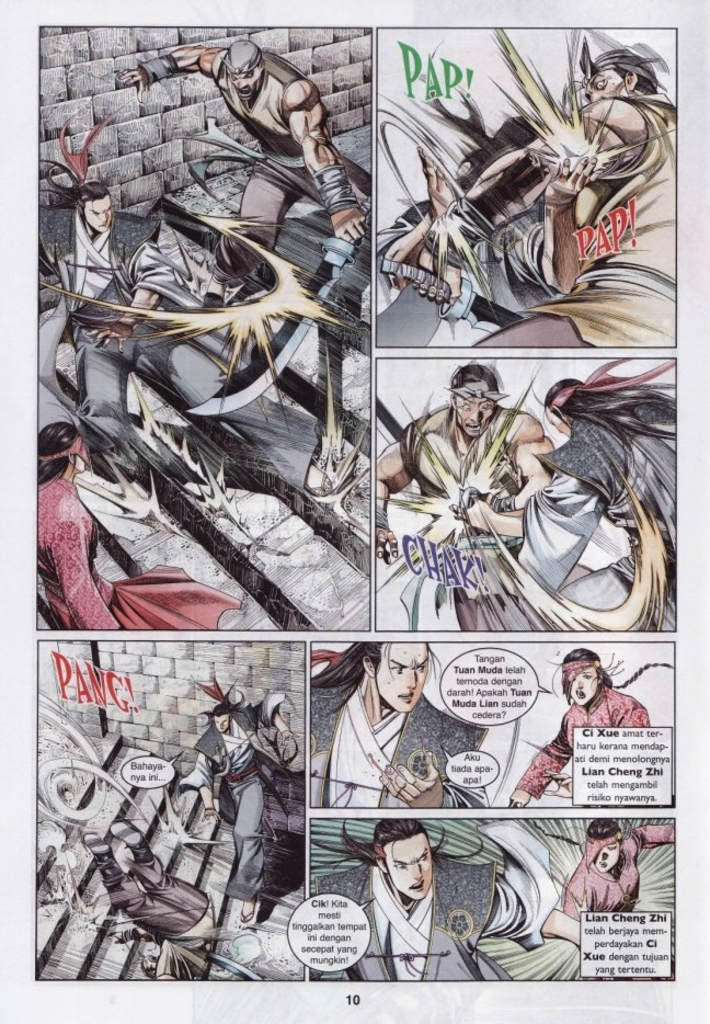 PAP!
PAP!
CHAK!
PANG!
Bahaya-
nya ini...
Tangan
Tuan Muda telah
ternoda dengan
darah! Apakah Tuan
Muda Lian sudah
cedera?
Aku
tiada apa-
apa!
Ci Xue amat ter-
haru kerana mendap-
ati demi menolongnya
Lian Cheng Zhi
telah mengambil
risiko nyawanya.
Cik! Kita
mesti
tinggalkan tempat
ini dengan
secepat yang
mungkin!
Lian Cheng Zhi
telah berjaya mem-
perdayakan Ci
Xue dengan tujuan
yang tertentu.
10